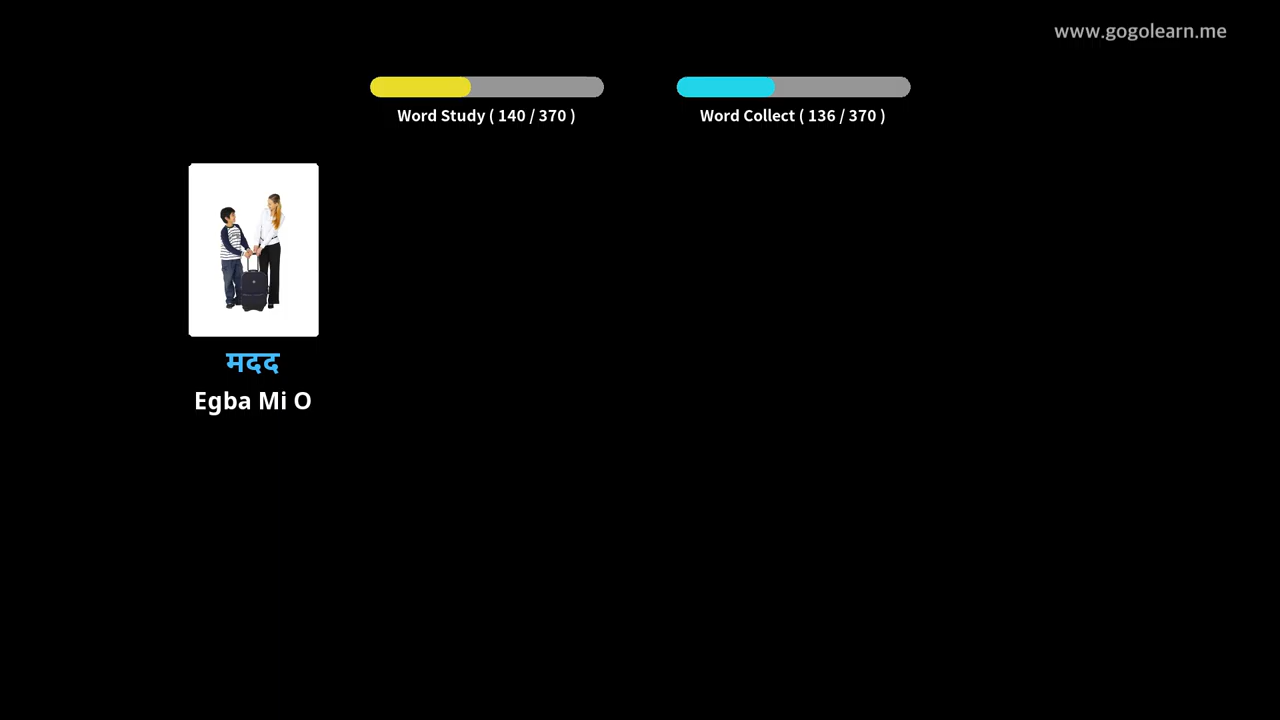 www.gogolearn.me
Word Study ( 140 / 370 )
Word Collect ( 136 / 370 )
मदद
Egba Mi O